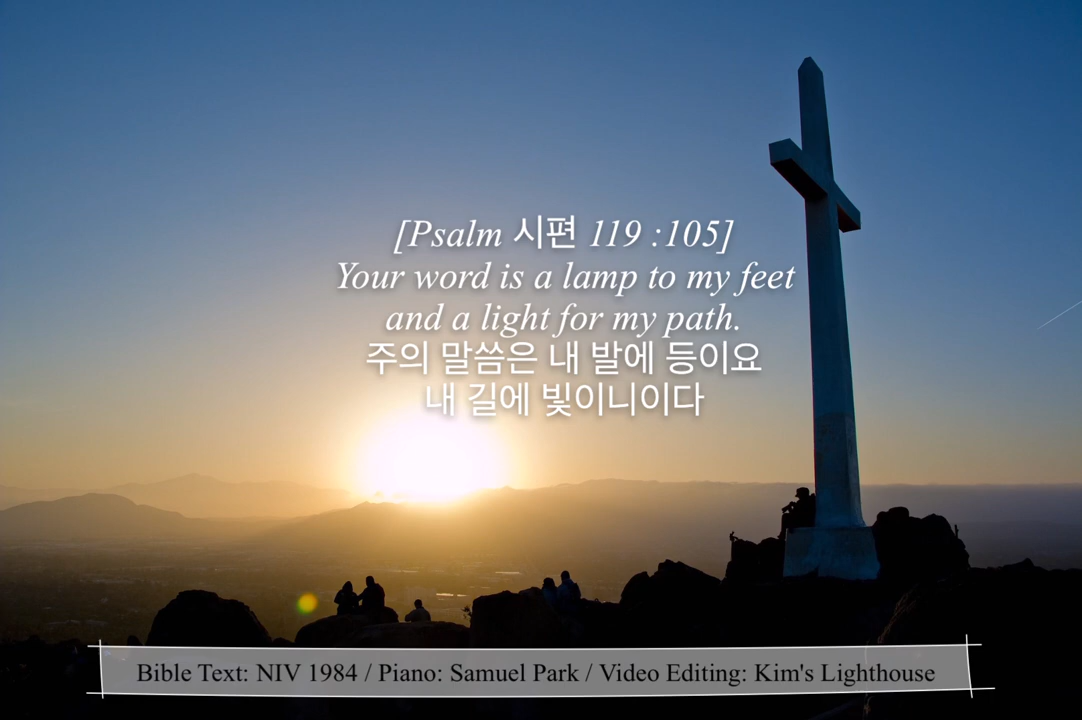 [Psalm 시편 119 :105]
Your word is a lamp to my feet
and a light for my path.
주의 말씀은 내 발에 등이요
내 길에 빛이니이다
Bible Text: NIV 1984 / Piano: Samuel Park / Video Editing: Kim's Lighthouse